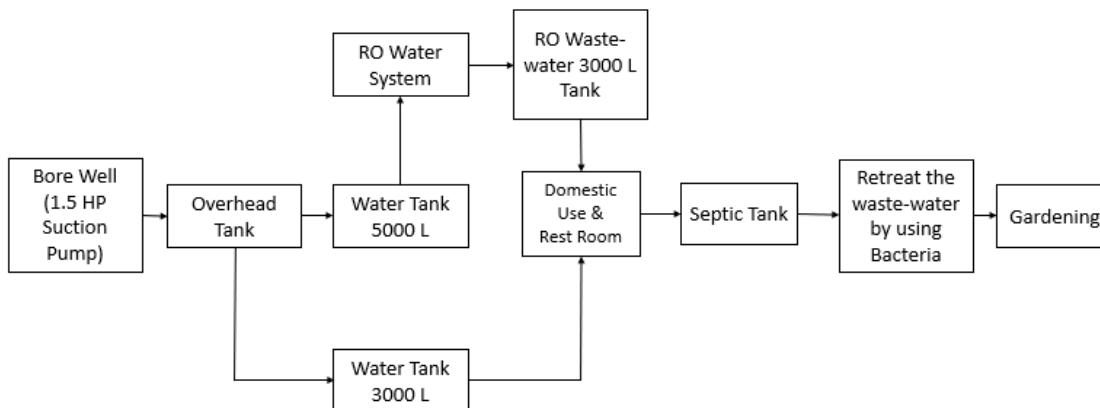 Bore Well
(1.5 HP
Suction
Pump)
Overhead
Tank
Water Tank
5000 L
RO Water
System
RO Waste-
water 3000 L
Tank
Water Tank
3000 L
Domestic
Use &
Rest Room
Septic Tank
Retreat the
waste-water
by using
Bacteria
Gardening